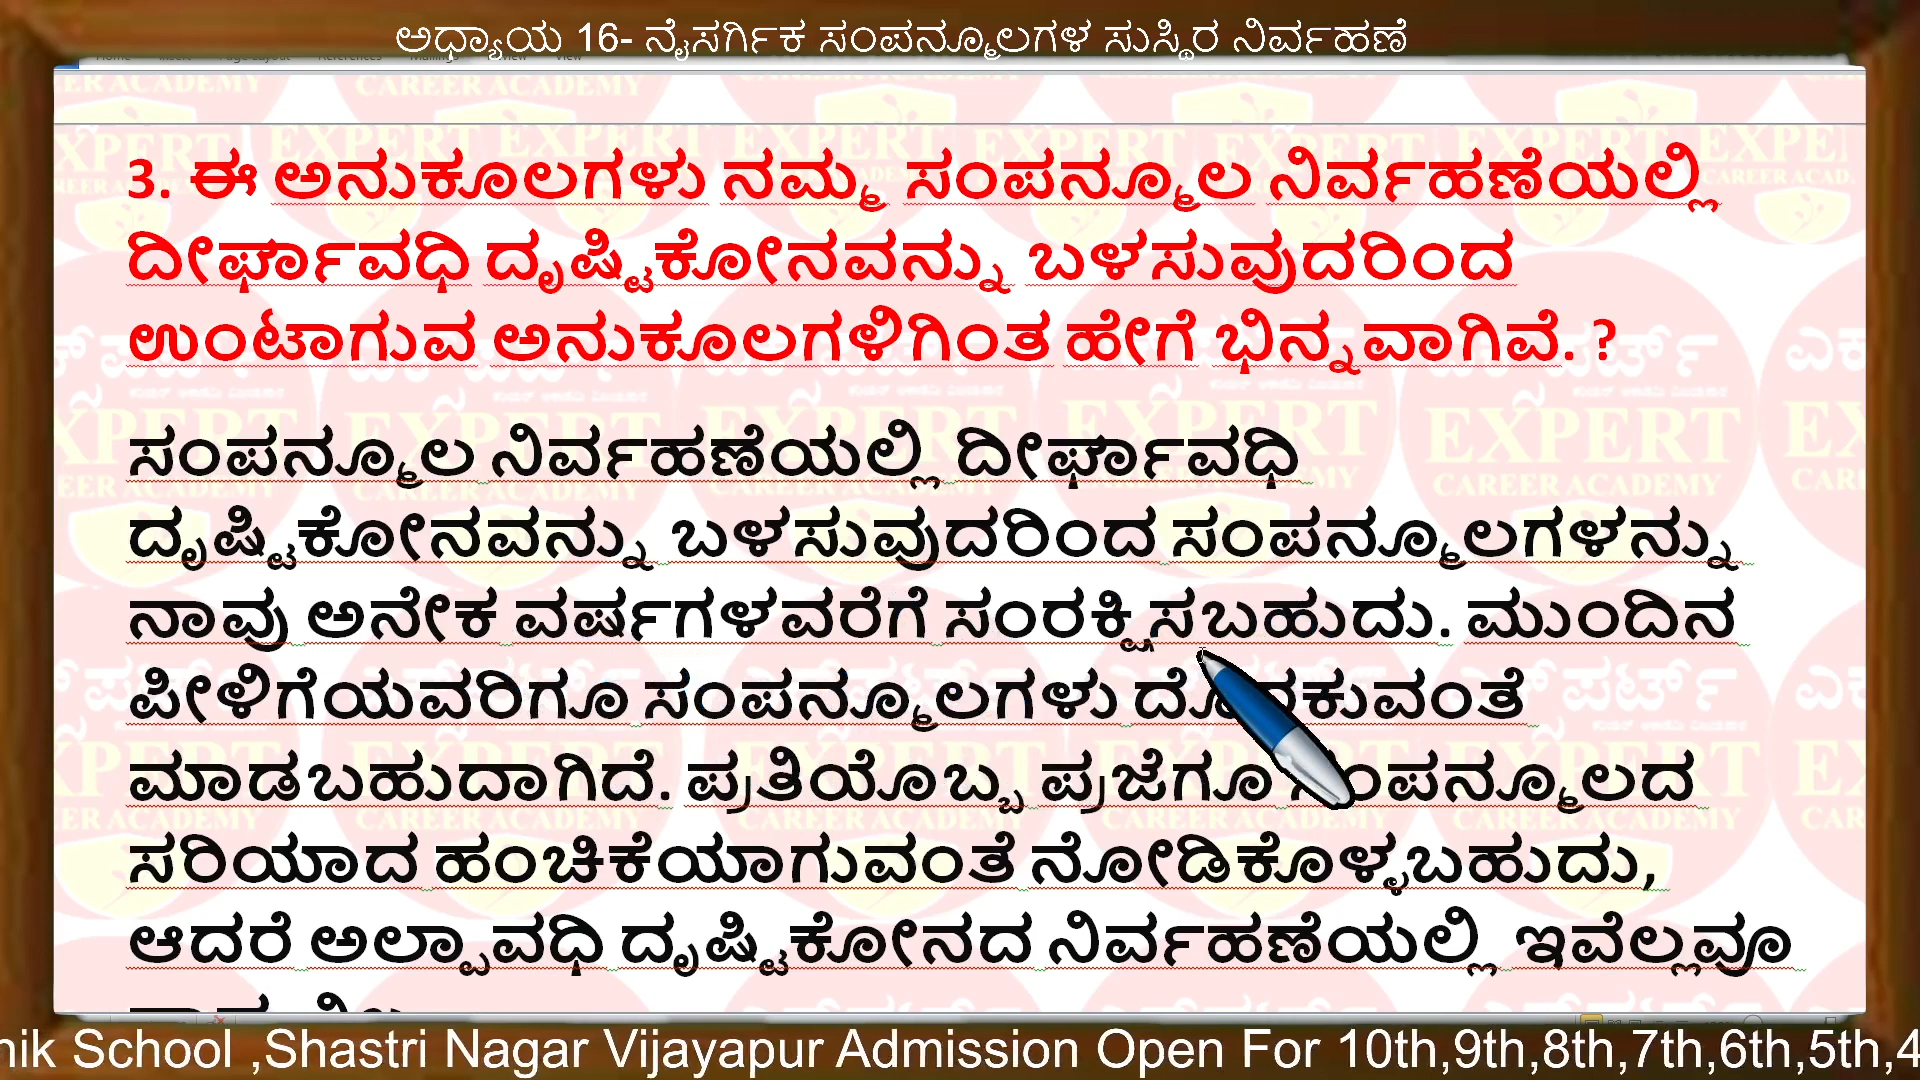 ಅಧ್ಯಾಯ 16- ನೈಸರ್ಗಿಕ ಸಂಪನ್ಮೂಲಗಳ ಸುಸ್ಥಿರ ನಿರ್ವಹಣೆ
3. ಈ ಅನುಕೂಲಗಳು ನಮ್ಮ ಸಂಪನ್ಮೂಲ ನಿರ್ವಹಣೆಯಲ್ಲಿ
ದೀರ್ಘಾವಧಿ ದೃಷ್ಟಿಕೋನವನ್ನು ಬಳಸುವುದರಿಂದ
ಉಂಟಾಗುವ ಅನುಕೂಲಗಳಿಗಿಂತ ಹೇಗೆ ಭಿನ್ನವಾಗಿವೆ. ?
ಸಂಪನ್ಮೂಲ ನಿರ್ವಹಣೆಯಲ್ಲಿ ದೀರ್ಘಾವಧಿ
ದೃಷ್ಟಿಕೋನವನ್ನು ಬಳಸುವುದರಿಂದ ಸಂಪನ್ಮೂಲಗಳನ್ನು
ನಾವು ಅನೇಕ ವರ್ಷಗಳವರೆಗೆ ಸಂರಕ್ಷಿಸಬಹುದು. ಮುಂದಿನ
ಪೀಳಿಗೆಯವರಿಗೂ ಸಂಪನ್ಮೂಲಗಳು ದೊರಕುವಂತೆ
ಮಾಡಬಹುದಾಗಿದೆ. ಪ್ರತಿಯೊಬ್ಬ ಪ್ರಜೆಗೂ ಸಂಪನ್ಮೂಲದ
ಸರಿಯಾದ ಹಂಚಿಕೆಯಾಗುವಂತೆ ನೋಡಿಕೊಳ್ಳಬಹುದು,
ಆದರೆ ಅಲ್ಪಾವಧಿ ದೃಷ್ಟಿಕೋನದ ನಿರ್ವಹಣೆಯಲ್ಲಿ ಇವೆಲ್ಲವೂ
nik School ,Shastri Nagar Vijayapur Admission Open For 10th,9th,8th,7th,6th,5th,4